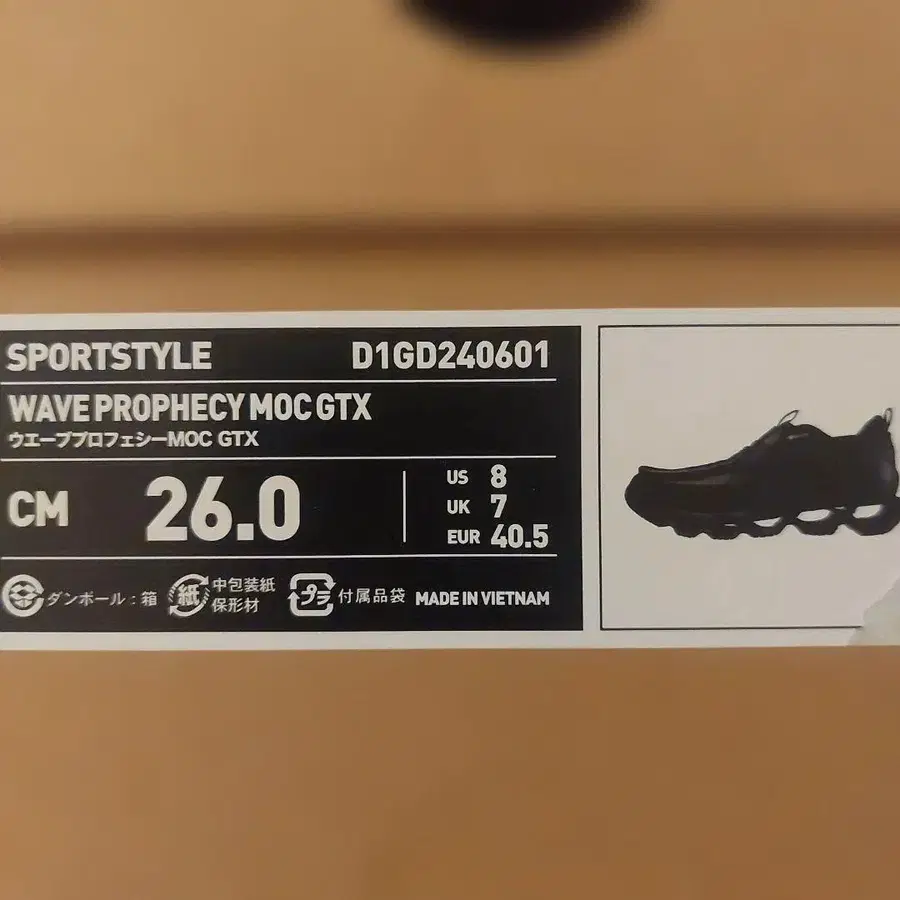 SPORTSTYLE D1GD240601
WAVE PROPHECY MOC GTX
ウエーブプロフェシーMOC GTX
CM 26.0
US 8
UK 7
EUR 40.5
ダンボール：箱
紙 中包装紙
保形材
プラ 付属品袋
MADE IN VIETNAM